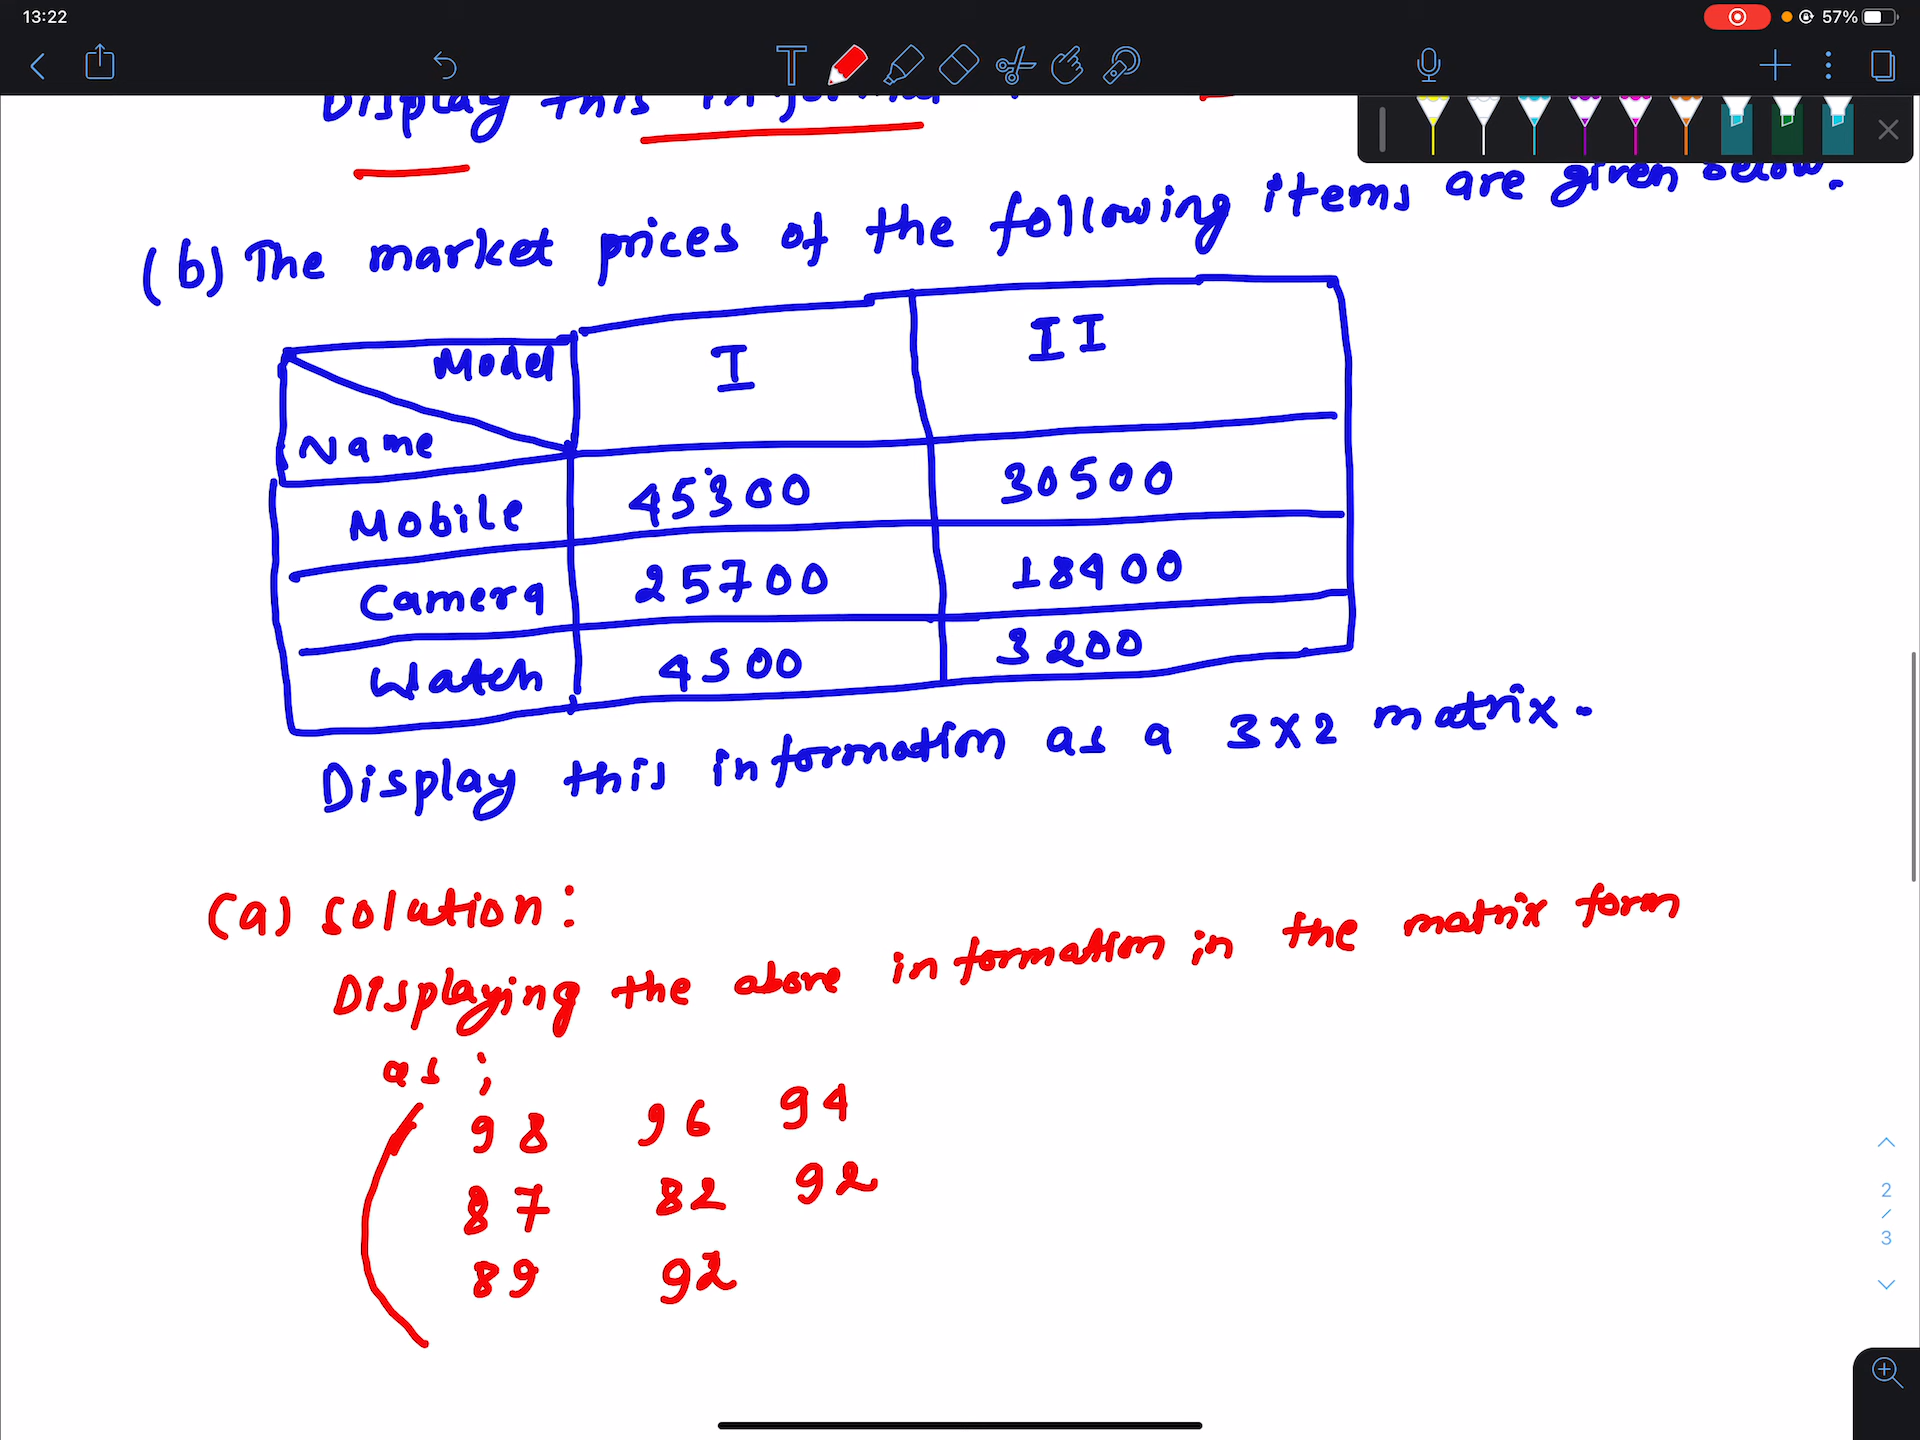 13:22
57%
Display this
(b) The market prices of the following items are given below.
Model I II
Name
Mobile 45300 30500
Camera 25700 18400
Watch 4500 3200
Display this information as a 3x2 matrix.
(a) solution:
Displaying the above information in the matrix form
as ;
98 96 94
87 82 92
89 92
2
/
3